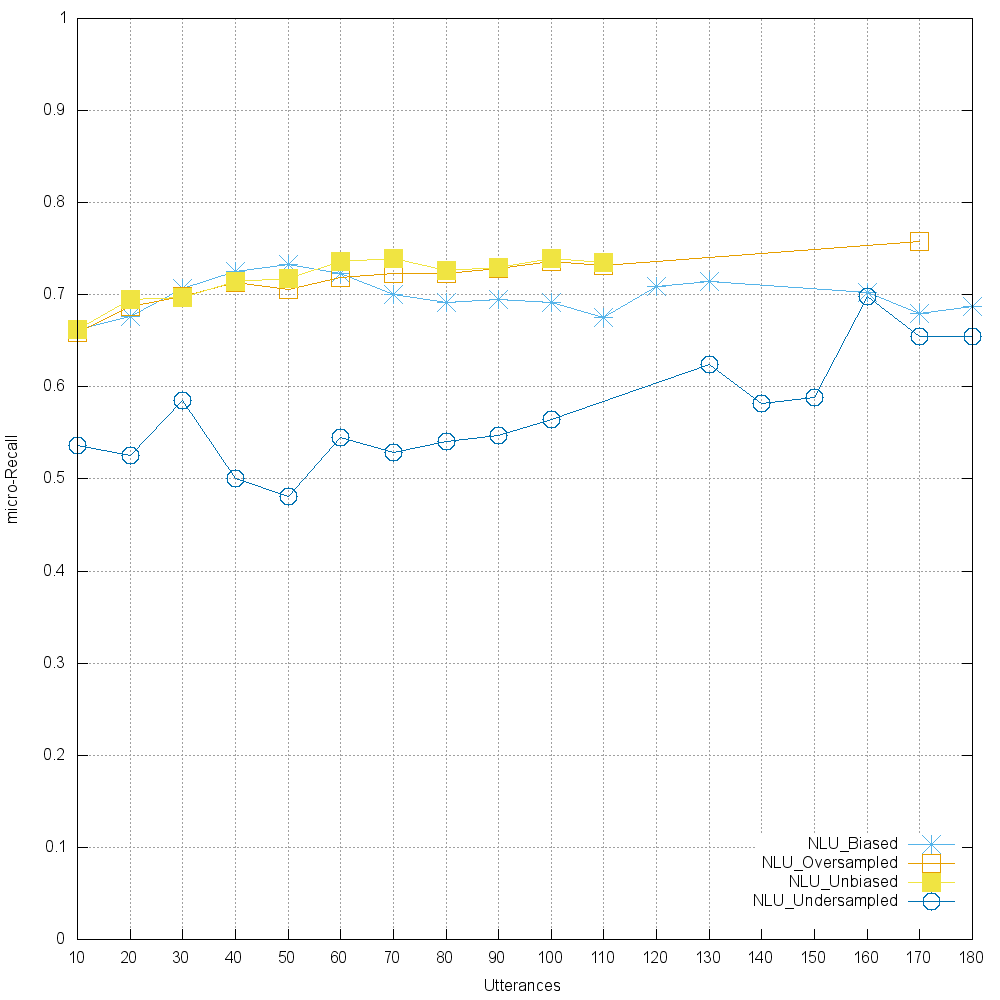 1
0.9
0.8
0.7
0.6
0.5
0.4
0.3
0.2
0.1
0
micro-Recall
NLU_Biased
NLU_Oversampled
NLU_Unbiased
NLU_Undersampled
10 20 30 40 50 60 70 80 90 100 110 120 130 140 150 160 170 180
Utterances